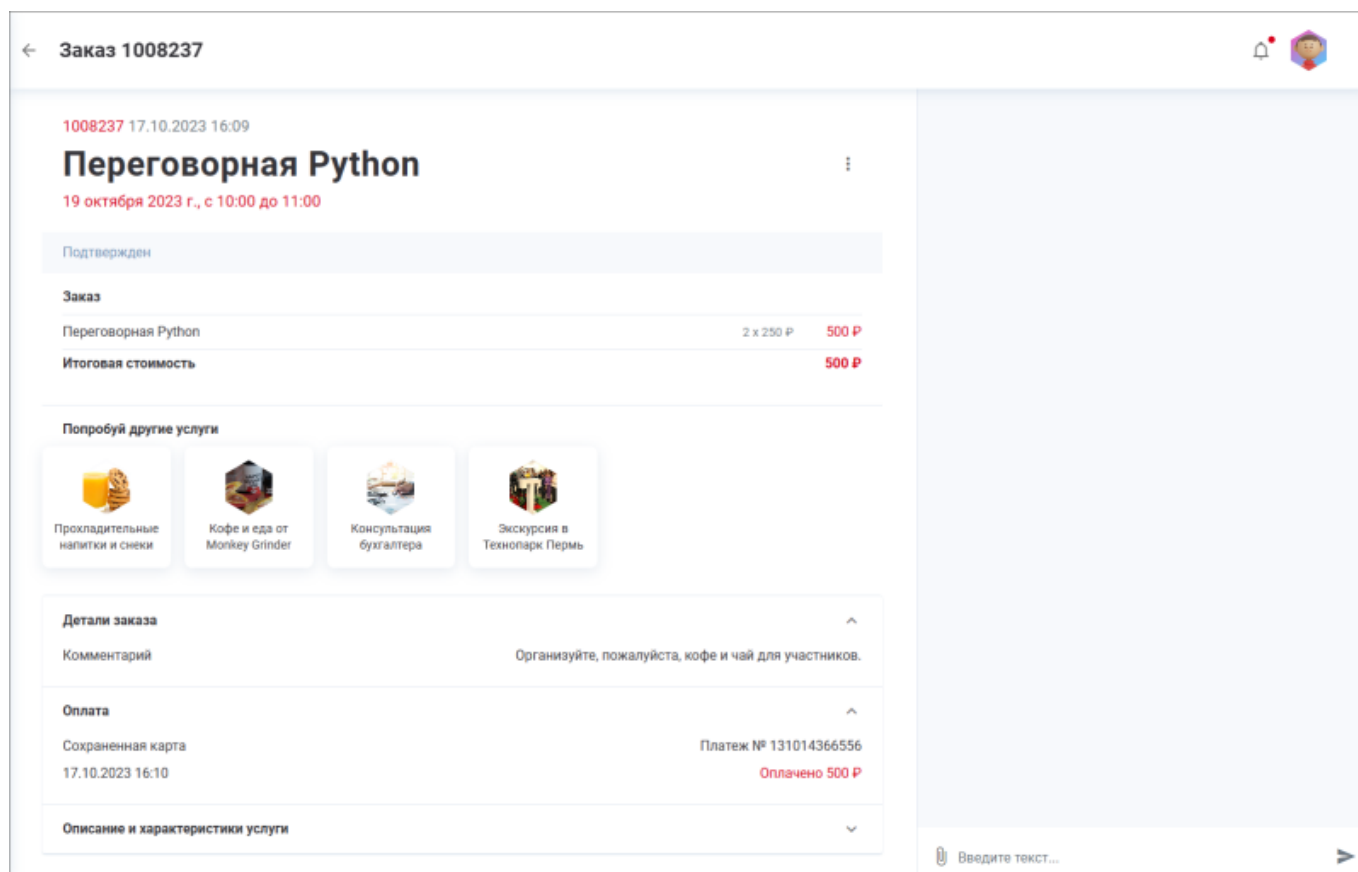 Заказ 1008237
1008237 17.10.2023 16:09
Переговорная Python
19 октября 2023 г., с 10:00 до 11:00
Подтвержден
Заказ
Переговорная Python 2 x 250 ₽ 500 ₽
Итоговая стоимость 500 ₽
Попробуй другие услуги
Прохладительные напитки и снеки
Кофе и еда от Monkey Grinder
Консультация бухгалтера
Экскурсия в Технопарк Пермь
Детали заказа
Комментарий Организуйте, пожалуйста, кофе и чай для участников.
Оплата
Сохраненная карта Платеж № 131014366556
17.10.2023 16:10 Оплачено 500 ₽
Описание и характеристики услуги
Введите текст...